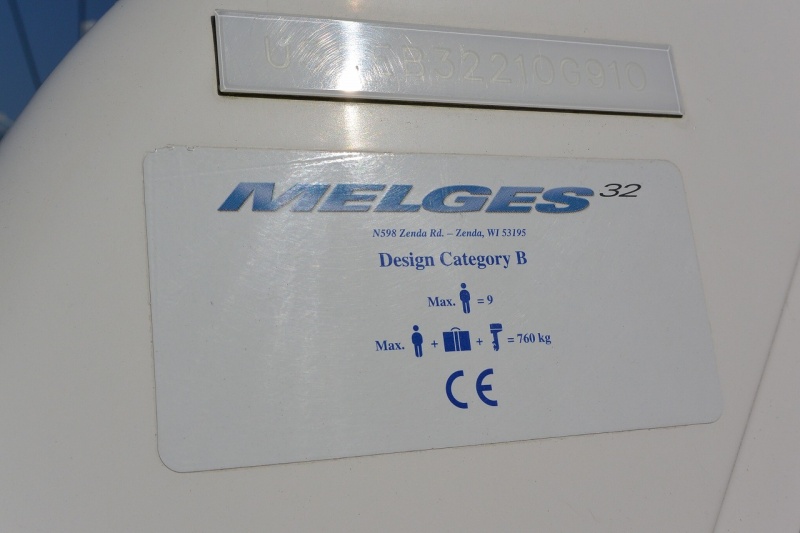 MELGES 32
N598 Zenda Rd. – Zenda, WI 53195
Design Category B
Max. = 9
Max. + + = 760 kg
CE